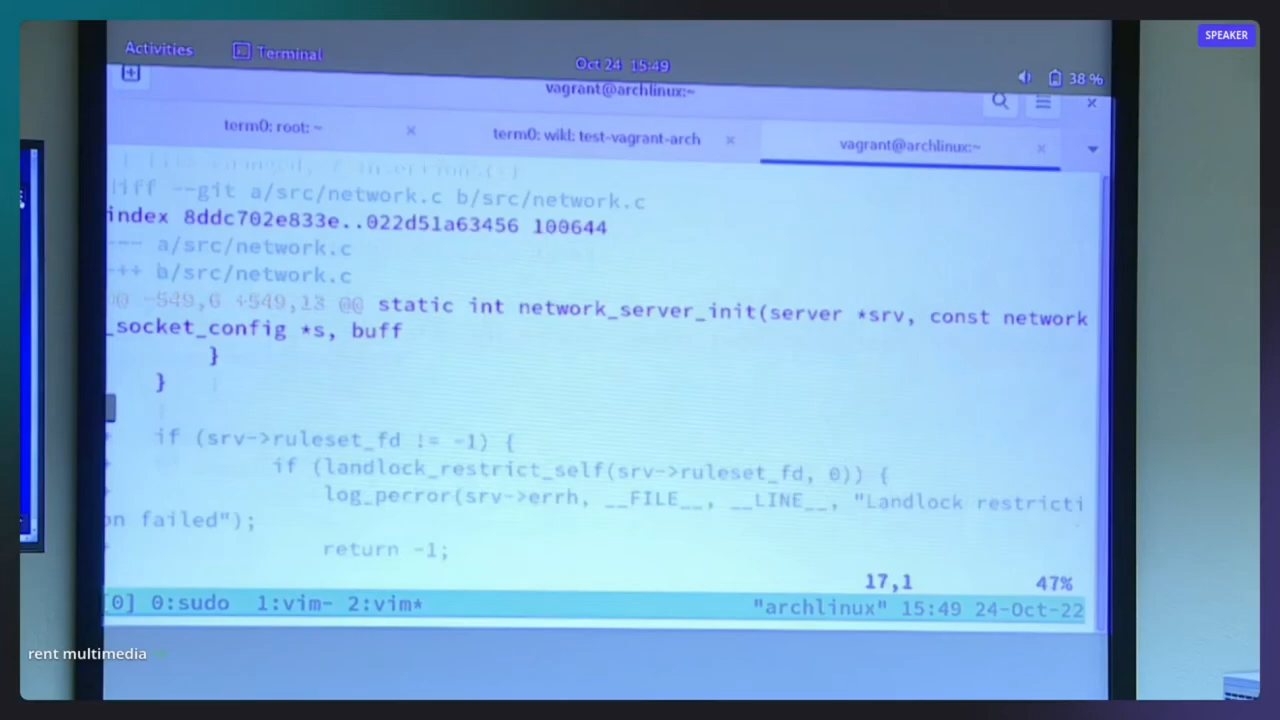 SPEAKER
Activities Terminal
Oct 24 15:49
38 %
vagrant@archlinux:~
term0: root: ~
term0: wiki: test-vagrant-arch
vagrant@archlinux:~
diff --git a/src/network.c b/src/network.c
index 8ddc702e833e..022d51a63456 100644
--- a/src/network.c
+++ b/src/network.c
@@ -549,6 +549,13 @@ static int network_server_init(server *srv, const network
_socket_config *s, buff
}
}
+ if (srv->ruleset_fd != -1) {
+ if (landlock_restrict_self(srv->ruleset_fd, 0)) {
+ log_perror(srv->errh, __FILE__, __LINE__, "Landlock restricti
on failed");
+ return -1;
17,1 47%
[0] 0:sudo 1:vim- 2:vim* "archlinux" 15:49 24-Oct-22
rent multimedia